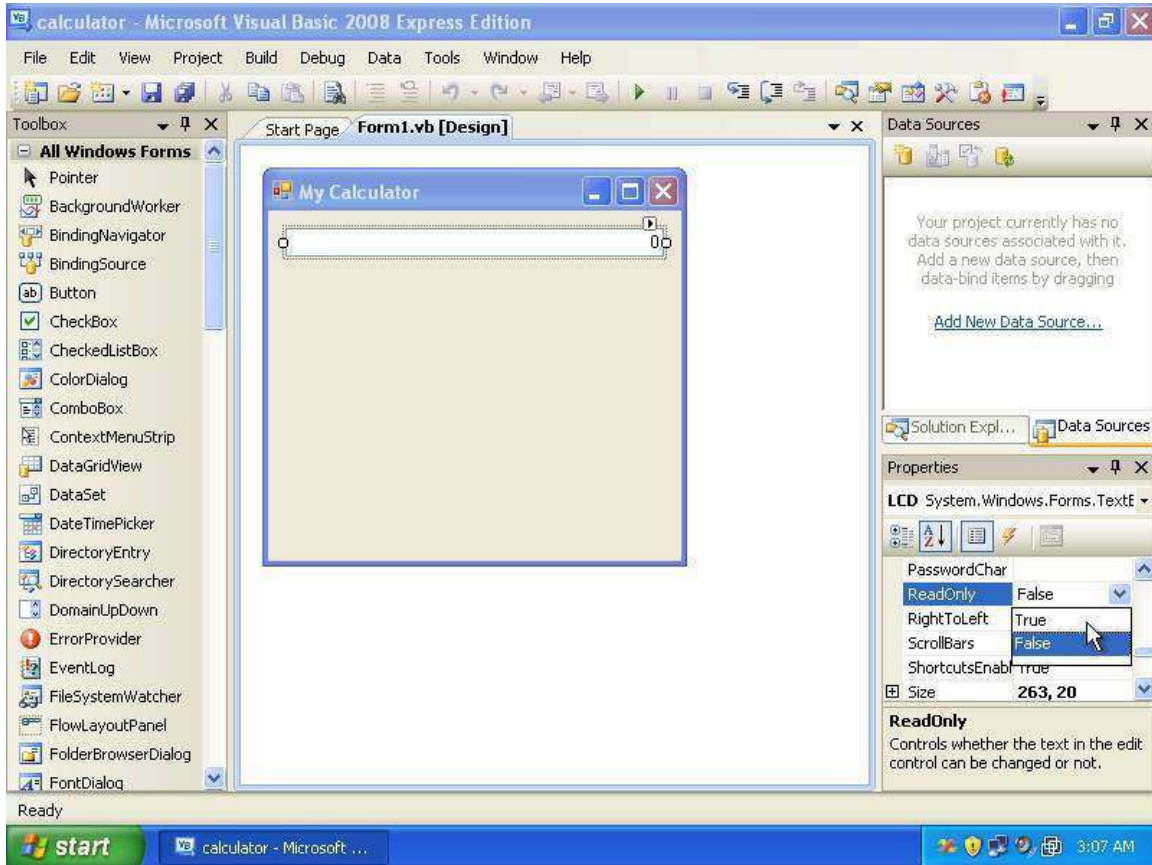 calculator - Microsoft Visual Basic 2008 Express Edition
File Edit View Project Build Debug Data Tools Window Help
Toolbox
All Windows Forms
Pointer
BackgroundWorker
BindingNavigator
BindingSource
Button
CheckBox
CheckedListBox
ColorDialog
ComboBox
ContextMenuStrip
DataGridView
DataSet
DateTimePicker
DirectoryEntry
DirectorySearcher
DomainUpDown
ErrorProvider
EventLog
FileSystemWatcher
FlowLayoutPanel
FolderBrowserDialog
FontDialog
Start Page Form1.vb [Design]
My Calculator
0
Data Sources
Your project currently has no
data sources associated with it.
Add a new data source, then
data-bind items by dragging
Add New Data Source...
Solution Expl... Data Sources
Properties
LCD System.Windows.Forms.TextE
PasswordChar
ReadOnly False
RightToLeft True
ScrollBars False
ShortcutsEnabl True
Size 263, 20
ReadOnly
Controls whether the text in the edit
control can be changed or not.
Ready
start calculator - Microsoft ... 3:07 AM